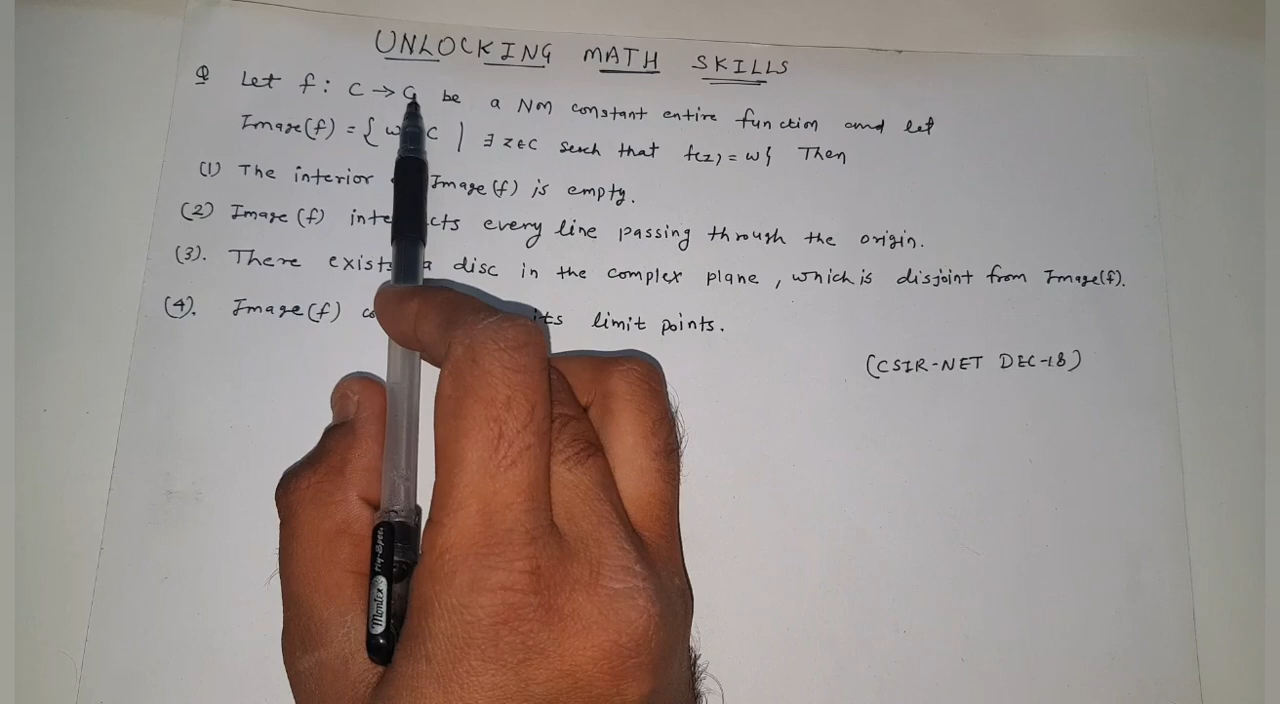 UNLOCKING MATH SKILLS
Q Let f: C → C be a Non constant entire function and let
Image(f) = { w C | ∃ z ∈ C such that f(z) = w} Then
(1) The interior Image(f) is empty.
(2) Image (f) inte cts every line passing through the origin.
(3). There exists a disc in the complex plane, which is disjoint from Image(f).
(4). Image(f) its limit points.
(CSIR-NET DEC-18)
Montex